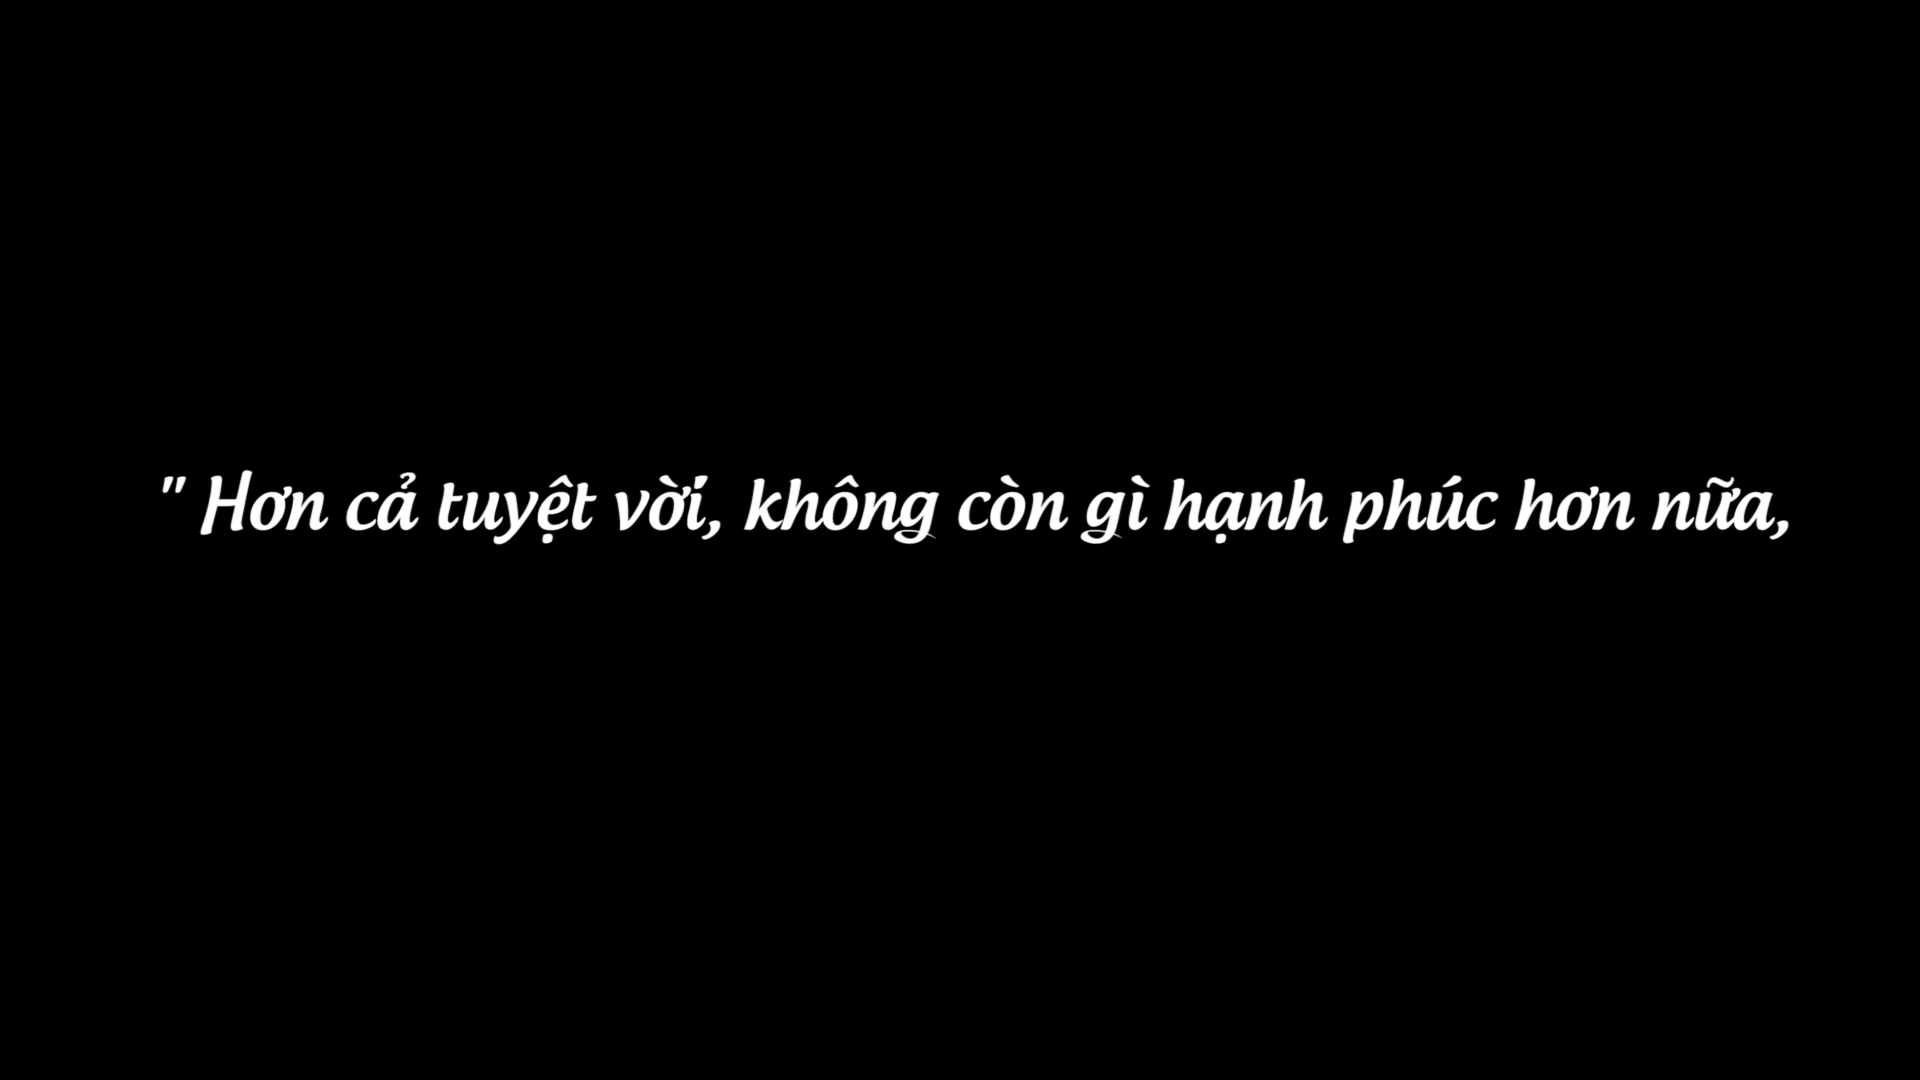 " Hơn cả tuyệt vời, không còn gì hạnh phúc hơn nữa,